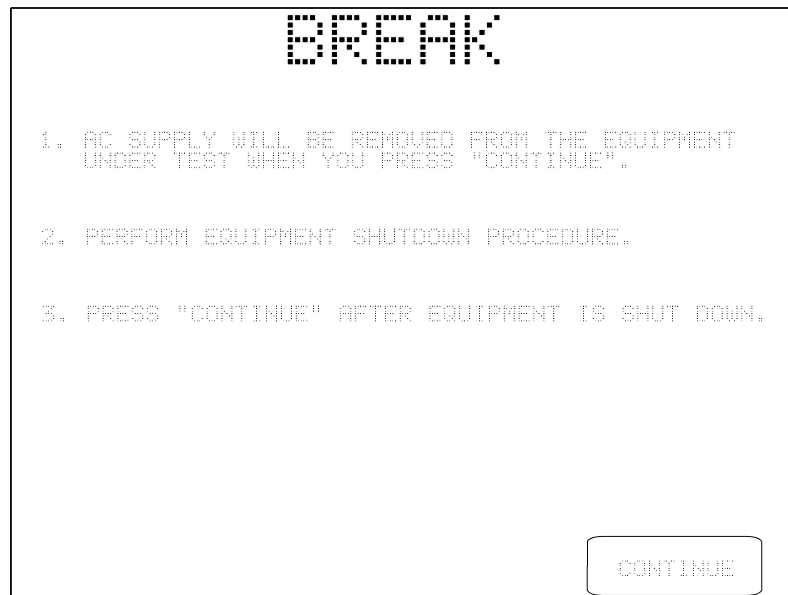 BREAK
1. AC SUPPLY WILL BE REMOVED FROM THE EQUIPMENT
UNDER TEST WHEN YOU PRESS "CONTINUE".
2. PERFORM EQUIPMENT SHUTDOWN PROCEDURE.
3. PRESS "CONTINUE" AFTER EQUIPMENT IS SHUT DOWN.
CONTINUE